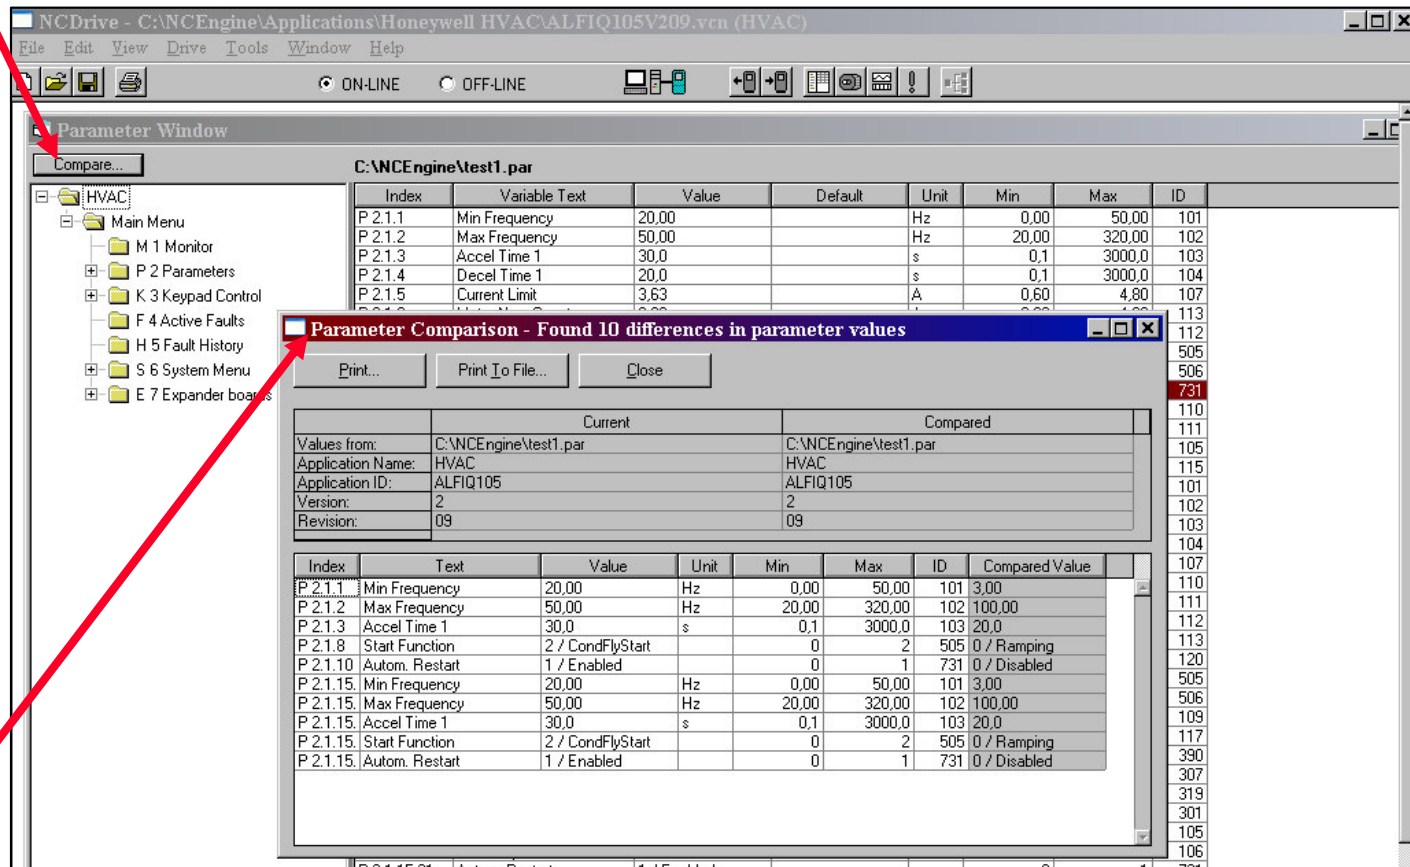 NCDrive - C:\NCEngine\Applications\Honeywell HVAC\ALFIQ105V209.vcn (HVAC)
File Edit View Drive Tools Window Help
ON-LINE OFF-LINE
Parameter Window
Compare... C:\NCEngine\test1.par
HVAC
Main Menu
M 1 Monitor
P 2 Parameters
K 3 Keypad Control
F 4 Active Faults
H 5 Fault History
S 6 System Menu
E 7 Expander boards
Index Variable Text Value Default Unit Min Max ID
P 2.1.1 Min Frequency 20,00 Hz 0,00 50,00 101
P 2.1.2 Max Frequency 50,00 Hz 20,00 320,00 102
P 2.1.3 Accel Time 1 30,0 s 0,1 3000,0 103
P 2.1.4 Decel Time 1 20,0 s 0,1 3000,0 104
P 2.1.5 Current Limit 3,63 A 0,60 4,80 107
113
112
505
506
731
110
111
105
115
101
102
103
104
107
110
111
112
113
120
505
506
109
117
390
307
319
301
105
106
Parameter Comparison - Found 10 differences in parameter values
Print... Print To File... Close
Current Compared
Values from: C:\NCEngine\test1.par C:\NCEngine\test1.par
Application Name: HVAC HVAC
Application ID: ALFIQ105 ALFIQ105
Version: 2 2
Revision: 09 09
Index Text Value Unit Min Max ID Compared Value
P 2.1.1 Min Frequency 20,00 Hz 0,00 50,00 101 3,00
P 2.1.2 Max Frequency 50,00 Hz 20,00 320,00 102 100,00
P 2.1.3 Accel Time 1 30,0 s 0,1 3000,0 103 20,0
P 2.1.8 Start Function 2 / CondFlyStart 0 2 505 0 / Ramping
P 2.1.10 Autom. Restart 1 / Enabled 0 1 731 0 / Disabled
P 2.1.15. Min Frequency 20,00 Hz 0,00 50,00 101 3,00
P 2.1.15. Max Frequency 50,00 Hz 20,00 320,00 102 100,00
P 2.1.15. Accel Time 1 30,0 s 0,1 3000,0 103 20,0
P 2.1.15. Start Function 2 / CondFlyStart 0 2 505 0 / Ramping
P 2.1.15. Autom. Restart 1 / Enabled 0 1 731 0 / Disabled